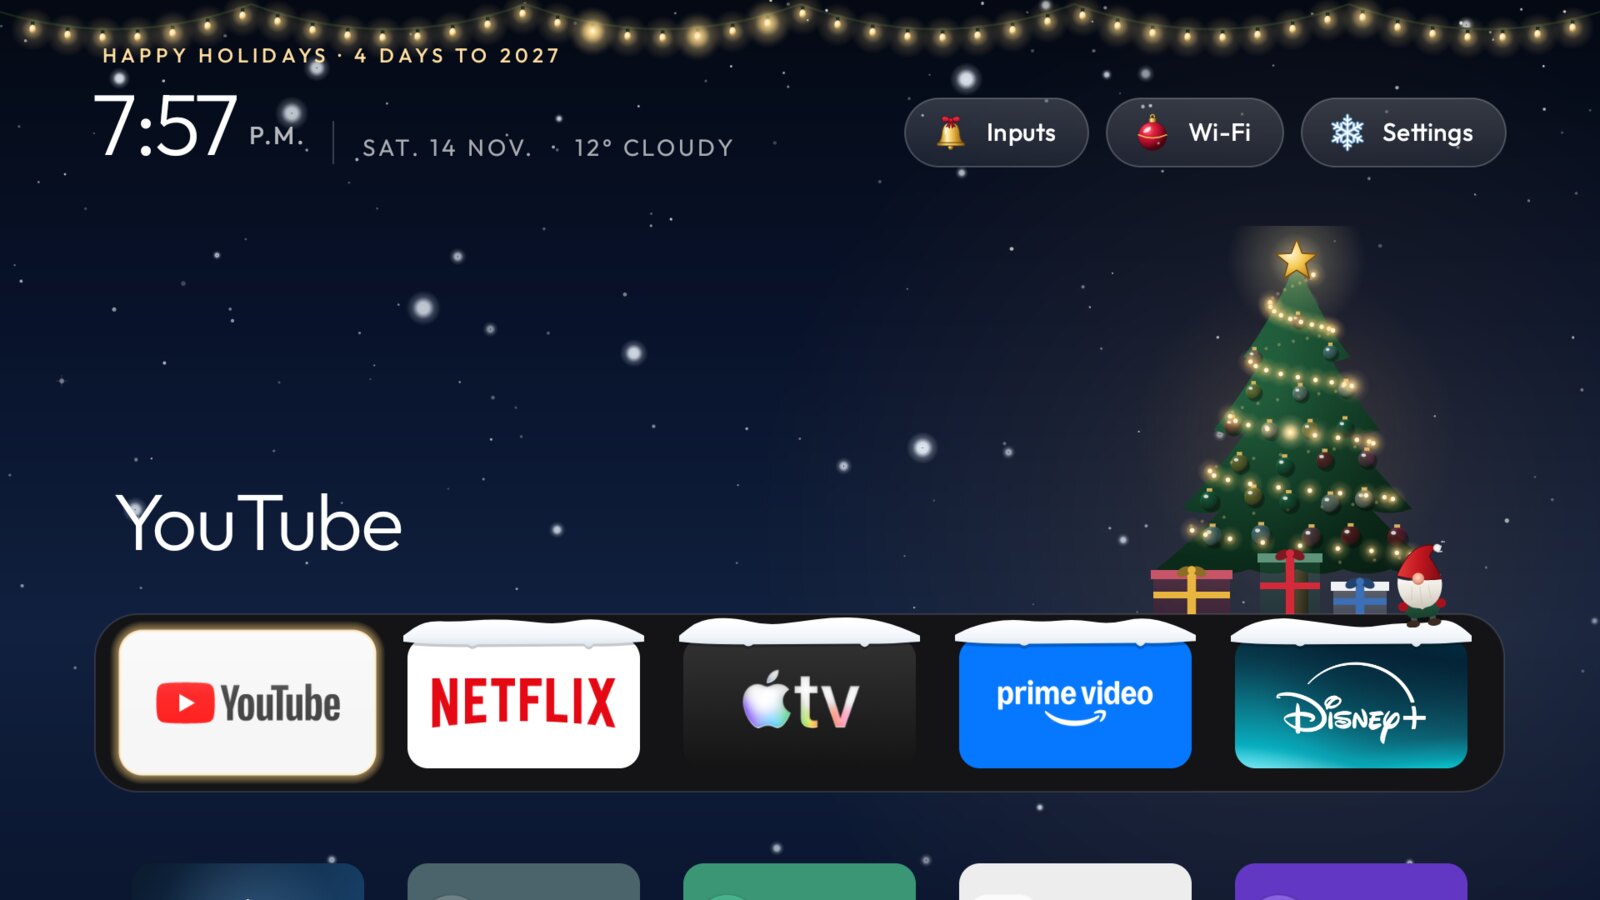 HAPPY HOLIDAYS · 4 DAYS TO 2027
7:57 P.M.
SAT. 14 NOV. · 12° CLOUDY
Inputs
Wi-Fi
Settings
YouTube
YouTube
NETFLIX
tv
prime video
Disney+